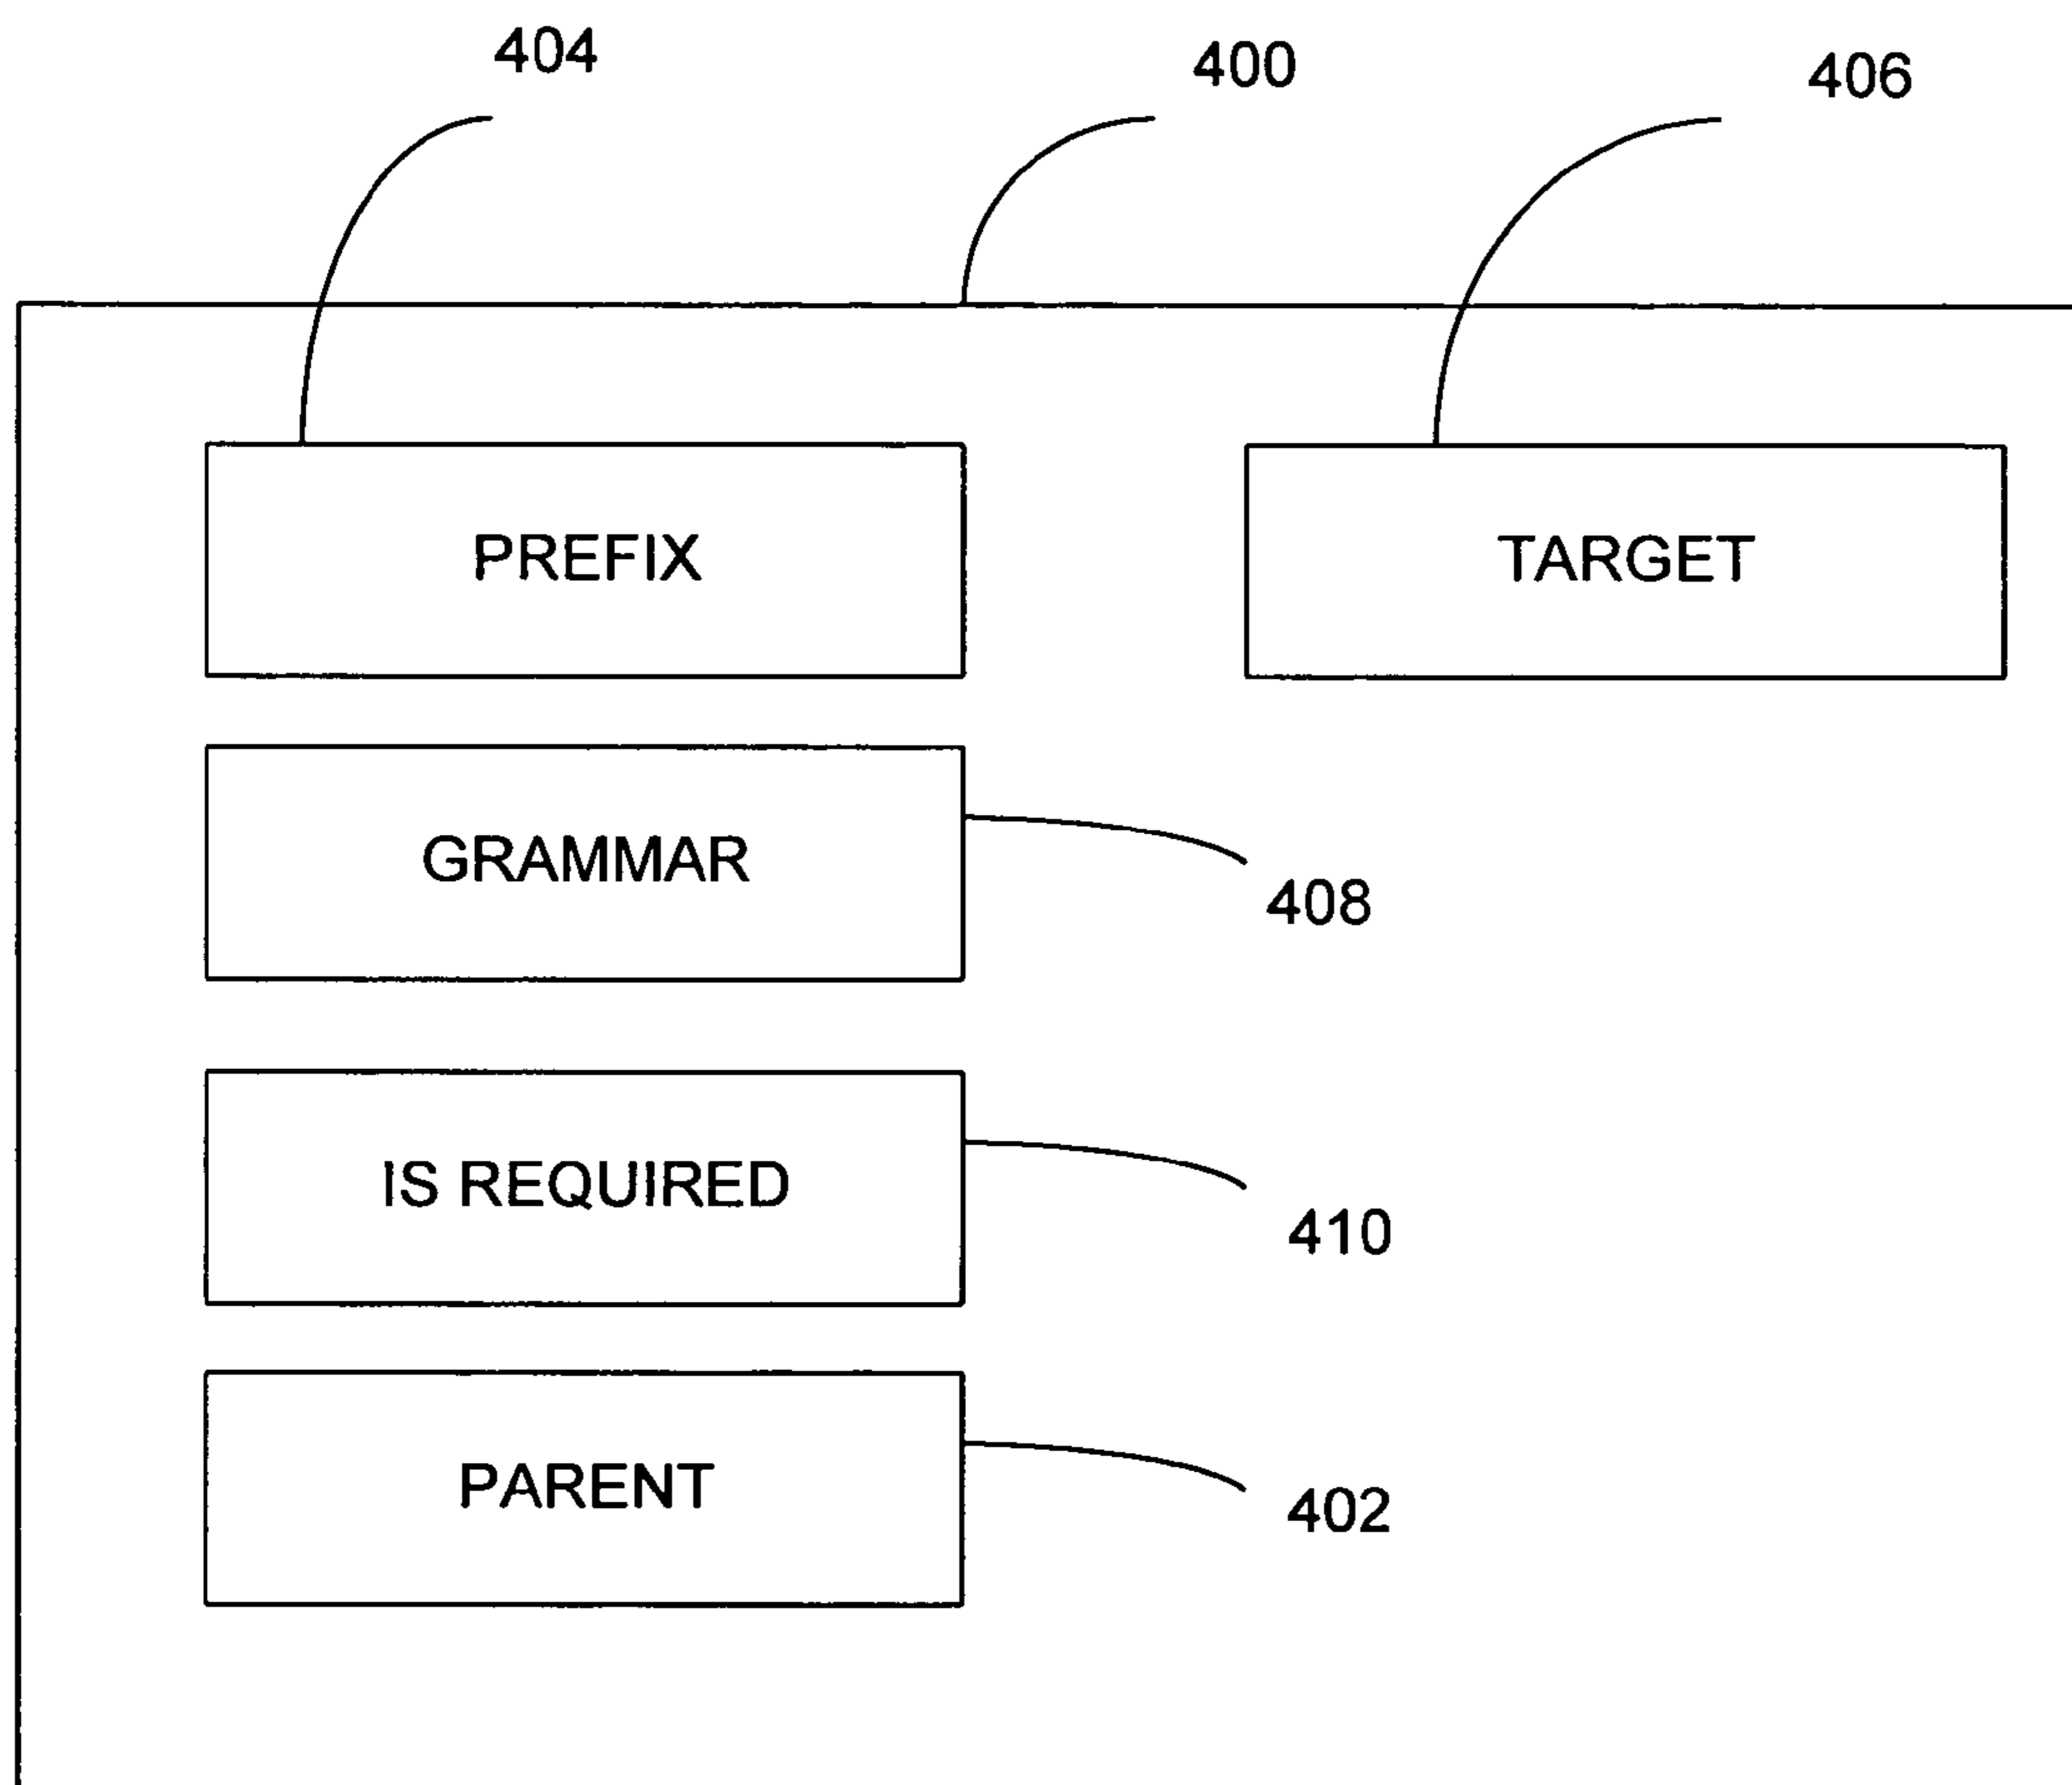 404
400
406
PREFIX
TARGET
GRAMMAR
408
IS REQUIRED
410
PARENT
402